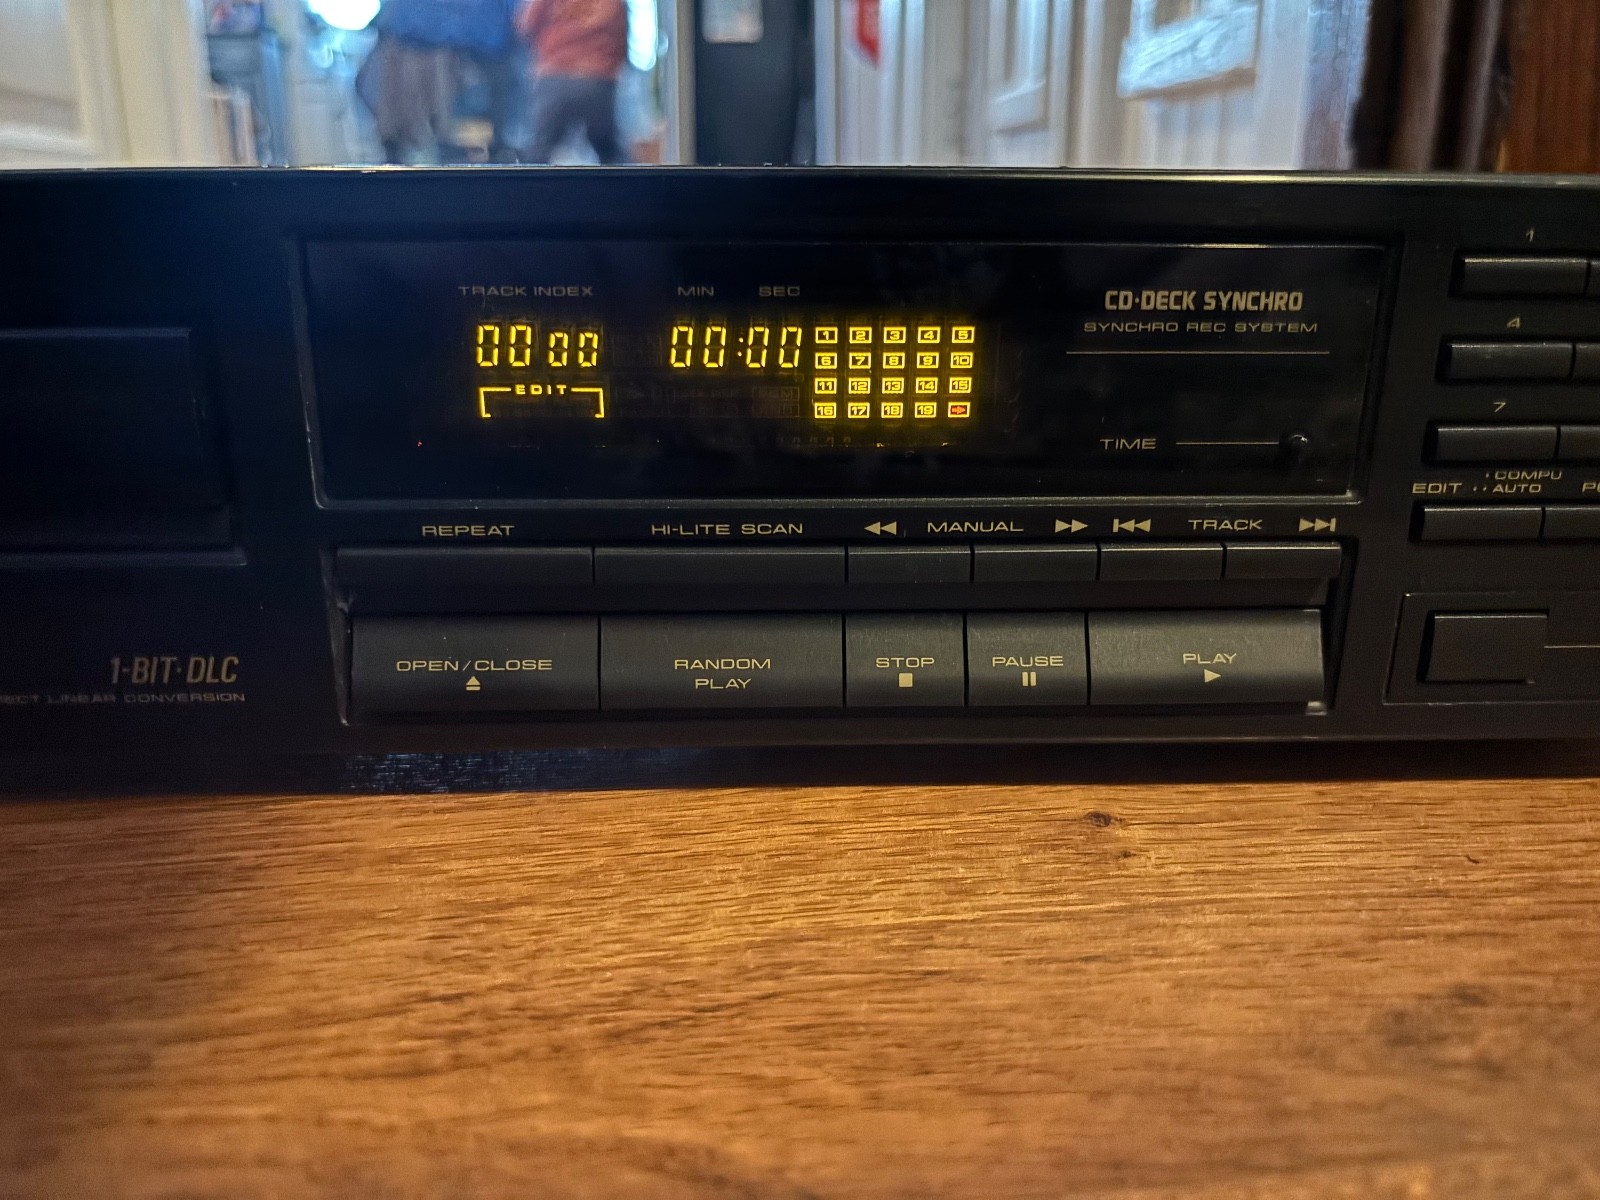 TRACK INDEX MIN SEC
00 00 00:00
EDIT
1 2 3 4 5
6 7 8 9 10
11 12 13 14 15
16 17 18 19
CD·DECK SYNCHRO
SYNCHRO REC SYSTEM
TIME
1
4
7
EDIT · COMPU
·· AUTO
REPEAT HI-LITE SCAN MANUAL TRACK
OPEN/CLOSE
RANDOM
PLAY
STOP
PAUSE
PLAY
1-BIT·DLC
LINEAR CONVERSION